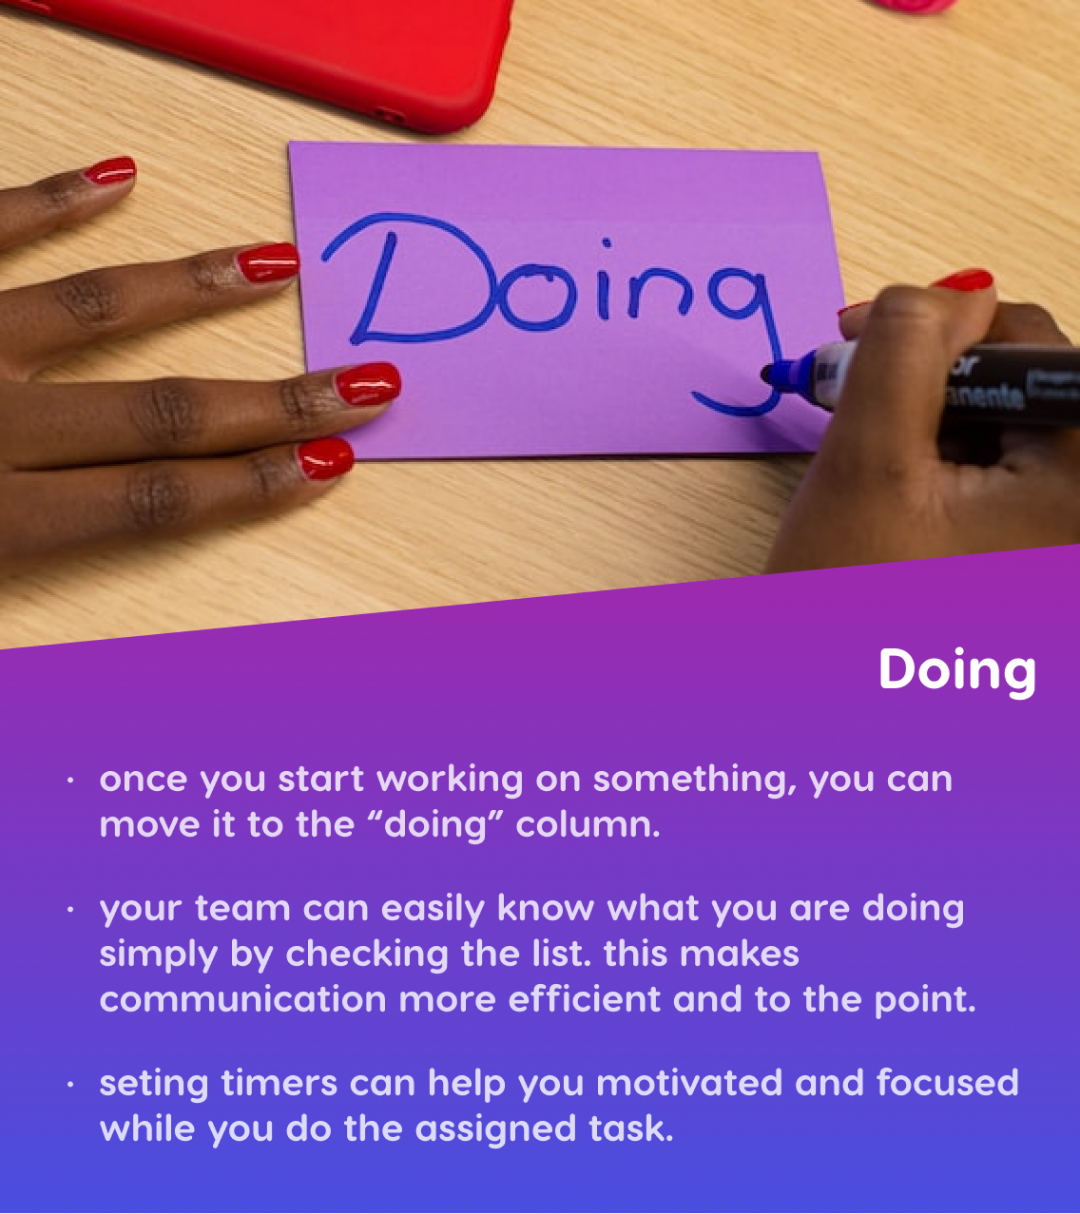 Doing
or
anente
Doing
· once you start working on something, you can
move it to the “doing” column.
· your team can easily know what you are doing
simply by checking the list. this makes
communication more efficient and to the point.
· seting timers can help you motivated and focused
while you do the assigned task.